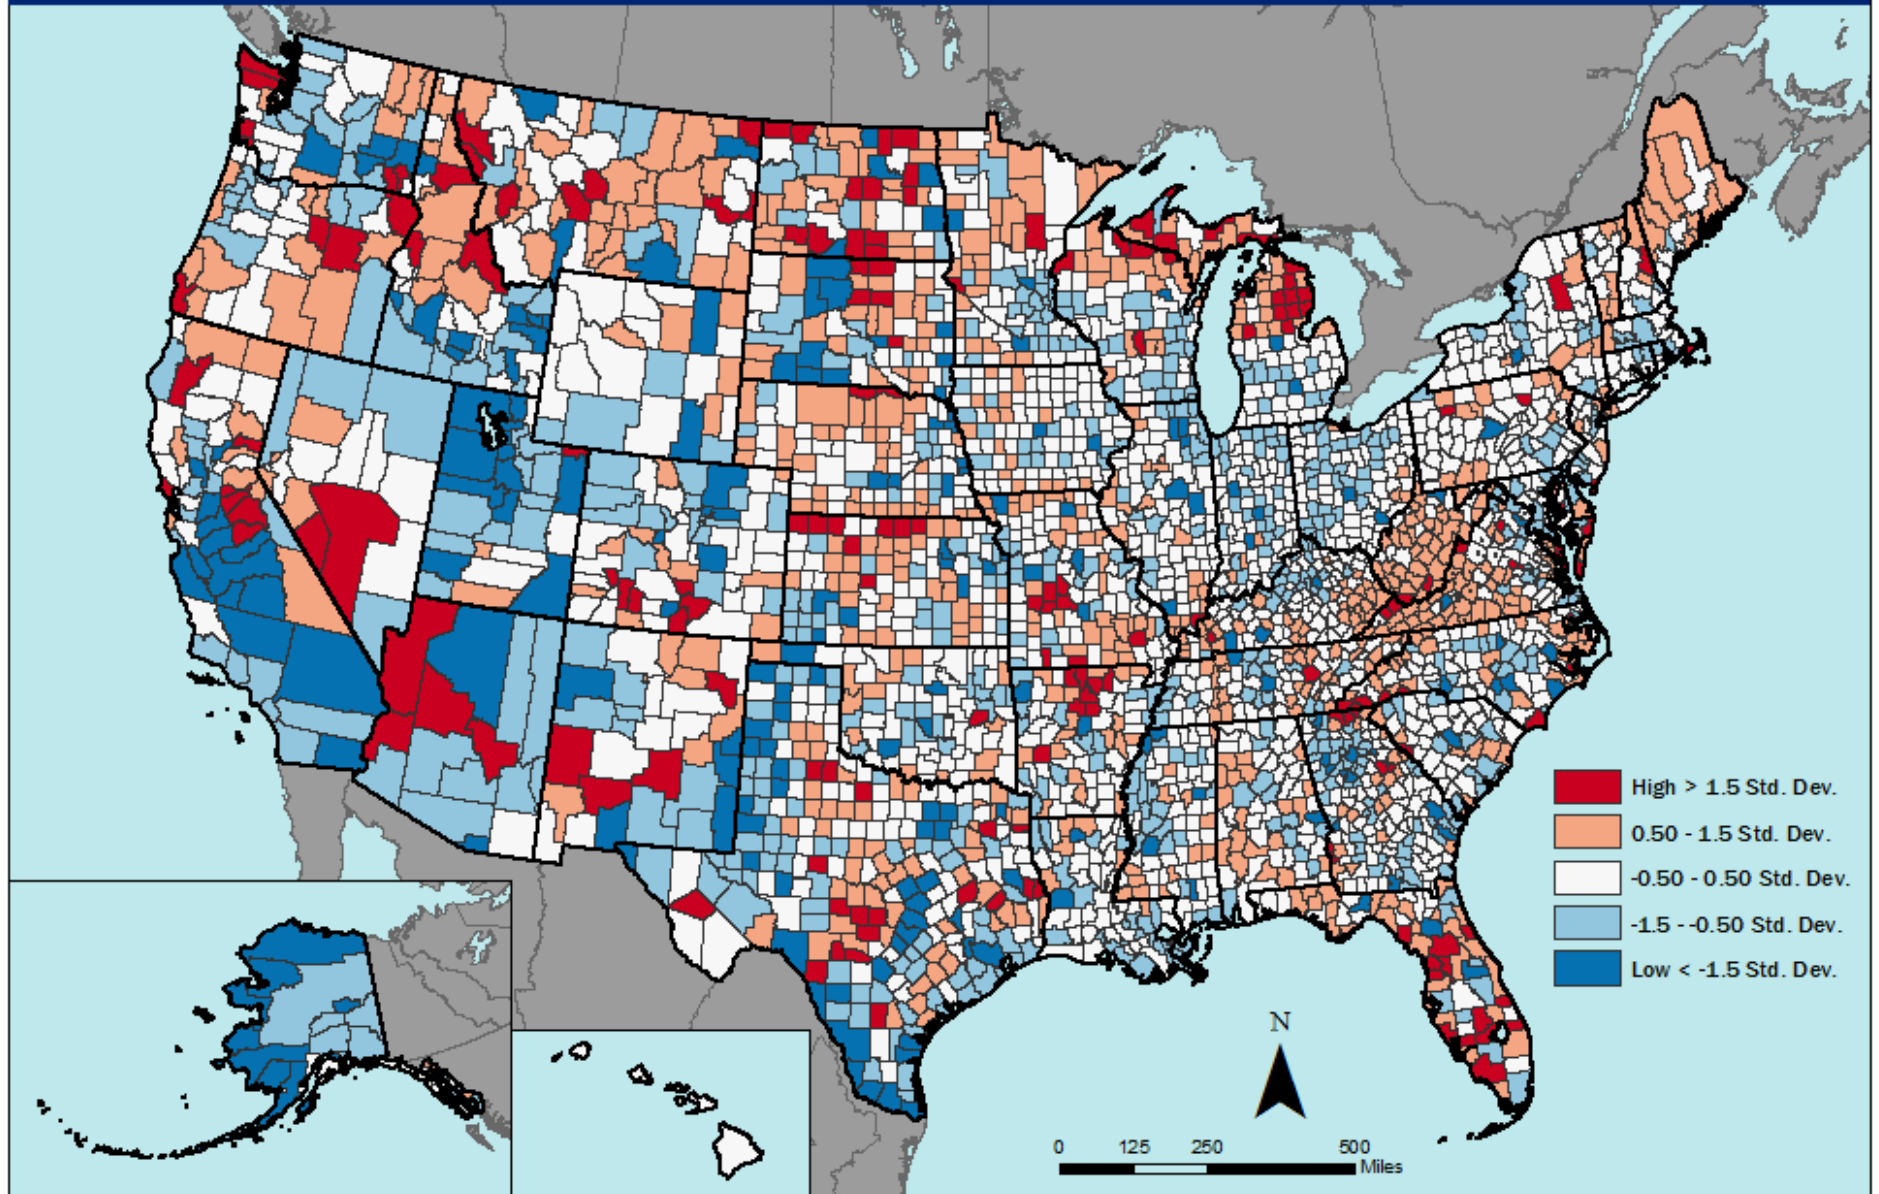 High > 1.5 Std. Dev.
0.50 - 1.5 Std. Dev.
-0.50 - 0.50 Std. Dev.
-1.5 - -0.50 Std. Dev.
Low < -1.5 Std. Dev.
N
0 125 250 500
Miles